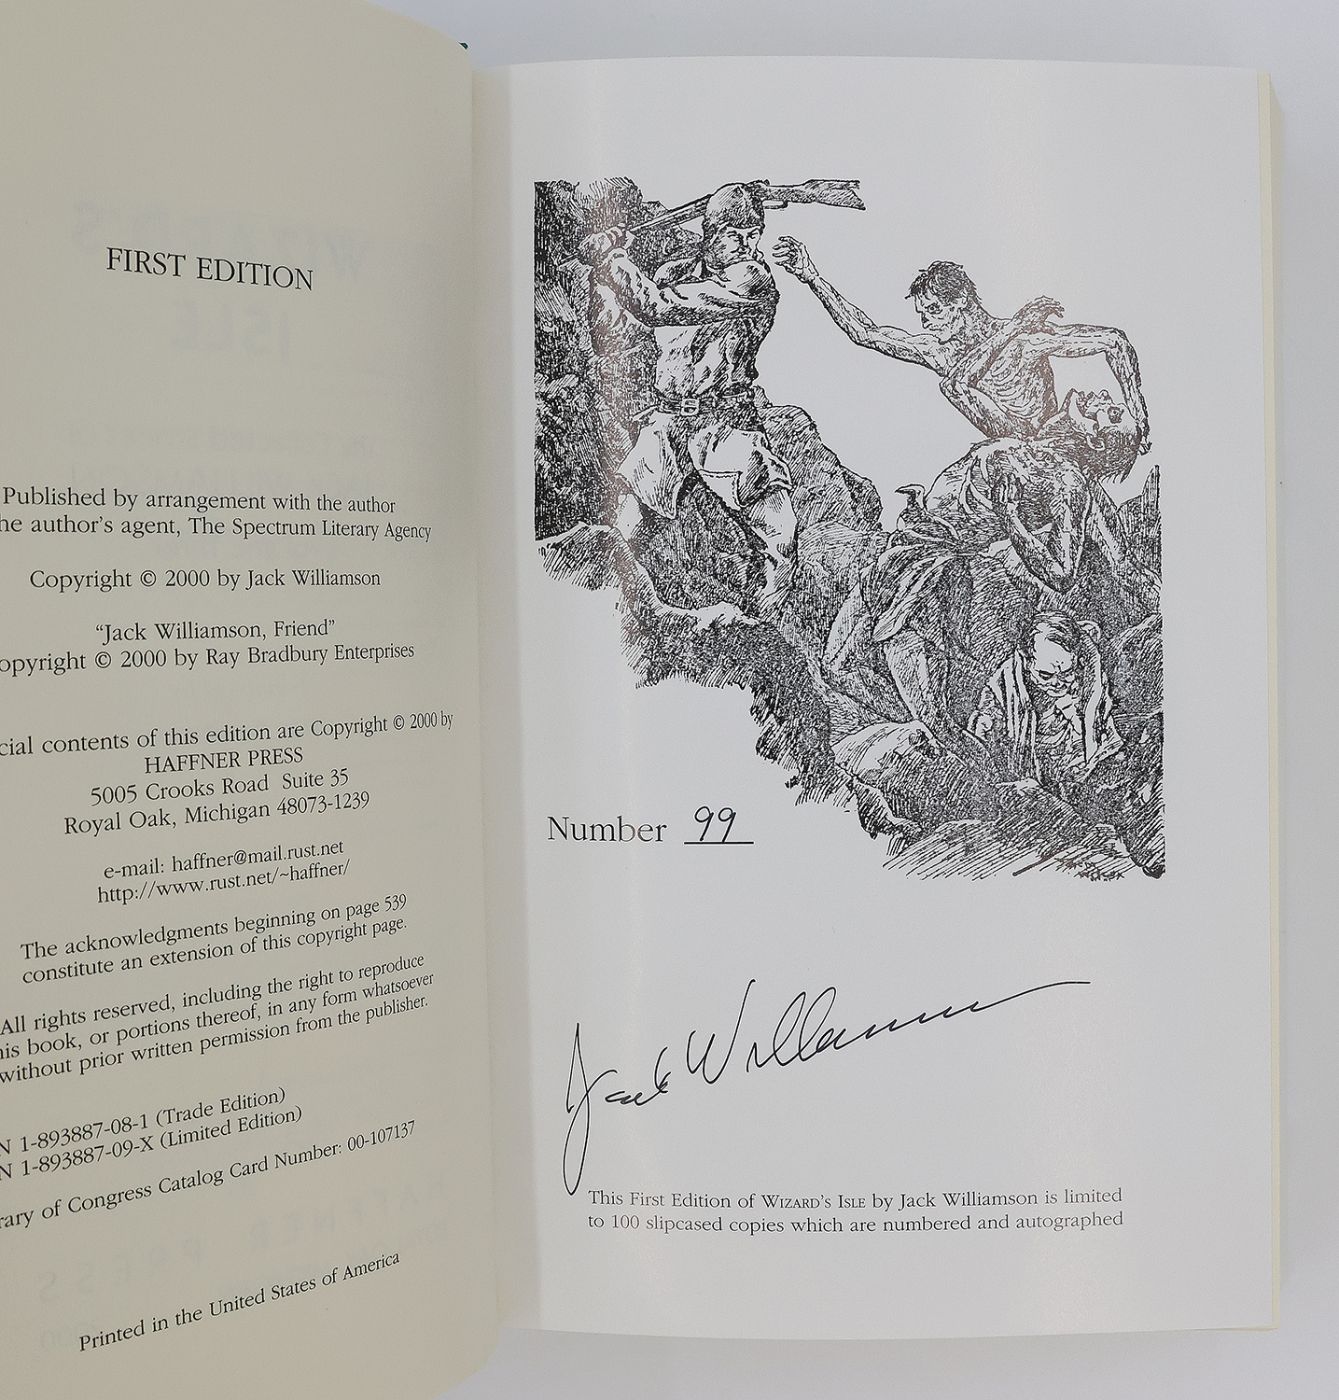 FIRST EDITION
Published by arrangement with the author
the author's agent, The Spectrum Literary Agency
Copyright © 2000 by Jack Williamson
“Jack Williamson, Friend”
opyright © 2000 by Ray Bradbury Enterprises
cial contents of this edition are Copyright © 2000 by
HAFFNER PRESS
5005 Crooks Road Suite 35
Royal Oak, Michigan 48073-1239
e-mail: haffner@mail.rust.net
http://www.rust.net/~haffner/
The acknowledgments beginning on page 539
constitute an extension of this copyright page.
All rights reserved, including the right to reproduce
his book, or portions thereof, in any form whatsoever
without prior written permission from the publisher.
N 1-893887-08-1 (Trade Edition)
N 1-893887-09-X (Limited Edition)
rary of Congress Catalog Card Number: 00-107137
Printed in the United States of America
Number 99
Jack Williamson
This First Edition of WIZARD'S ISLE by Jack Williamson is limited
to 100 slipcased copies which are numbered and autographed